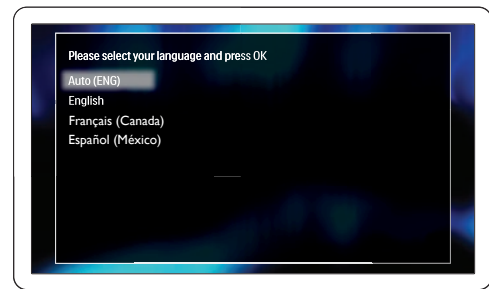 Please select your language and press OK
Auto (ENG)
English
Français (Canada)
Español (México)